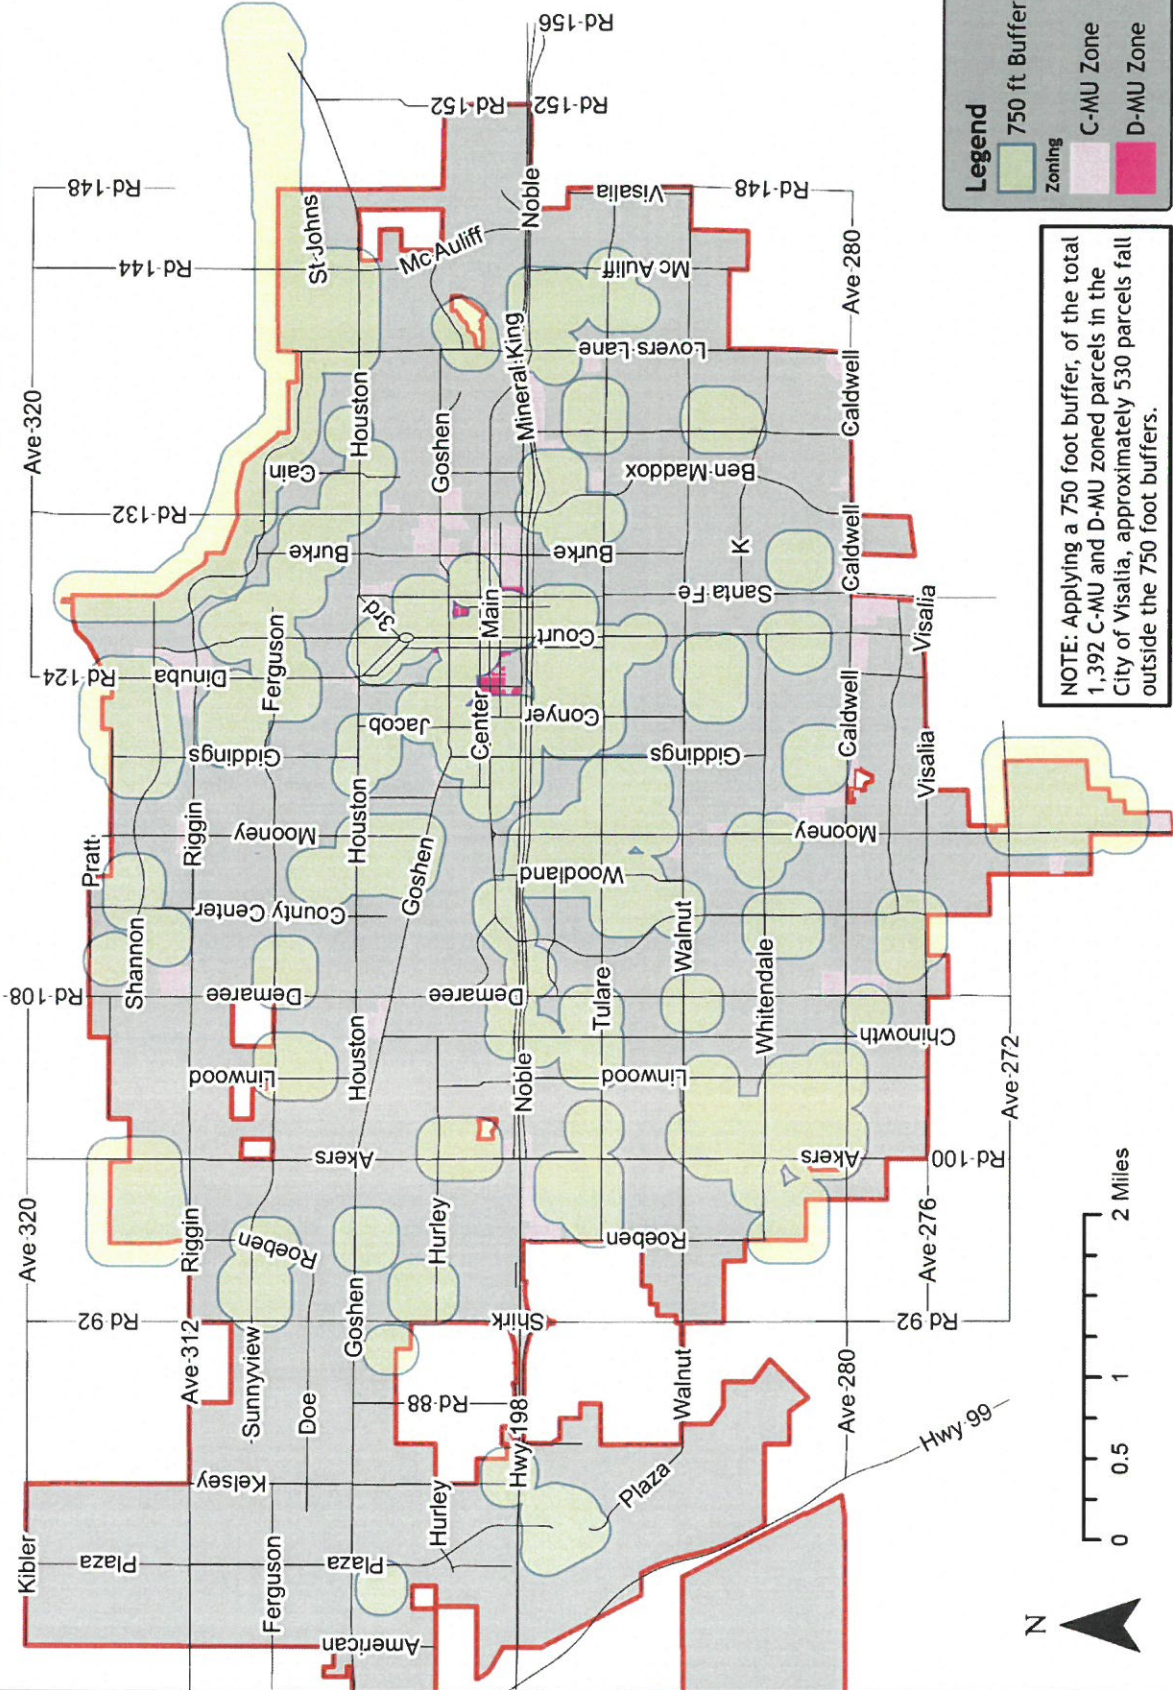 Kibler
Ave 320
Ave 320
Rd 148
Rd 144
Rd 132
Rd 124
Rd 108
Rd 92
Plaza
Pratt
Shannon
Dinuba
Riggin
Riggin
Ave 312
Kelsey
Linwood
Demaree
County Center
Mooney
Giddings
Sunnyview
Roeben
Ferguson
Ferguson
Doe
Cain
Burke
St Johns
American
Plaza
Goshen
Akers
Houston
Houston
Houston
Jacob
3rd
Rd 88
Hurley
Hurley
Demaree
Goshen
Goshen
Mc Auliff
Rd 152
Center
Main
Shirk
Hwy 198
Noble
Mineral King
Noble
Rd 152
Rd 156
Conyer
Court
Burke
Woodland
Tulare
Plaza
Roeben
Linwood
Giddings
Santa Fe
Ben Maddox
Lovers Lane
Mc Auliff
Visalia
Walnut
Walnut
K
Whitendale
Akers
Mooney
Rd 148
Ave 280
Caldwell
Caldwell
Caldwell
Ave 280
Rd 92
Chinowth
Visalia
Visalia
Ave 276
Rd 100
Hwy 99
Ave 272
N
0 0.5 1 2 Miles
NOTE: Applying a 750 foot buffer, of the total
1,392 C-MU and D-MU zoned parcels in the
City of Visalia, approximately 530 parcels fall
outside the 750 foot buffers.
Legend
750 ft Buffer
Zoning
C-MU Zone
D-MU Zone